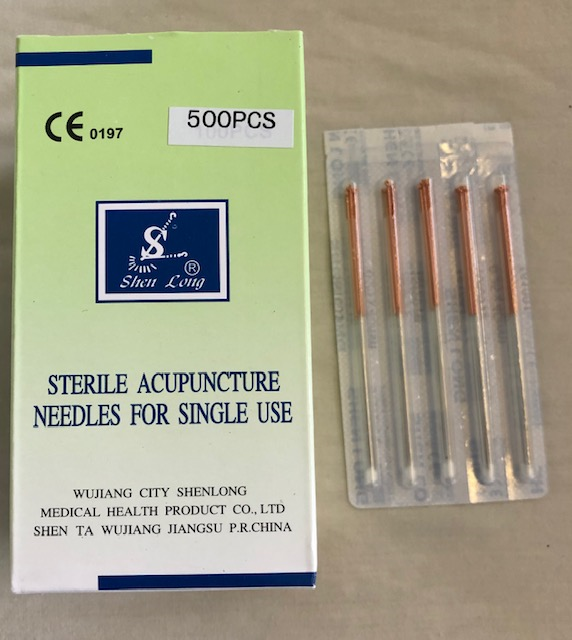 CE 0197
500PCS
SL
Shen Long ®
STERILE ACUPUNCTURE
NEEDLES FOR SINGLE USE
WUJIANG CITY SHENLONG
MEDICAL HEALTH PRODUCT CO., LTD
SHEN TA WUJIANG JIANGSU P.R.CHINA